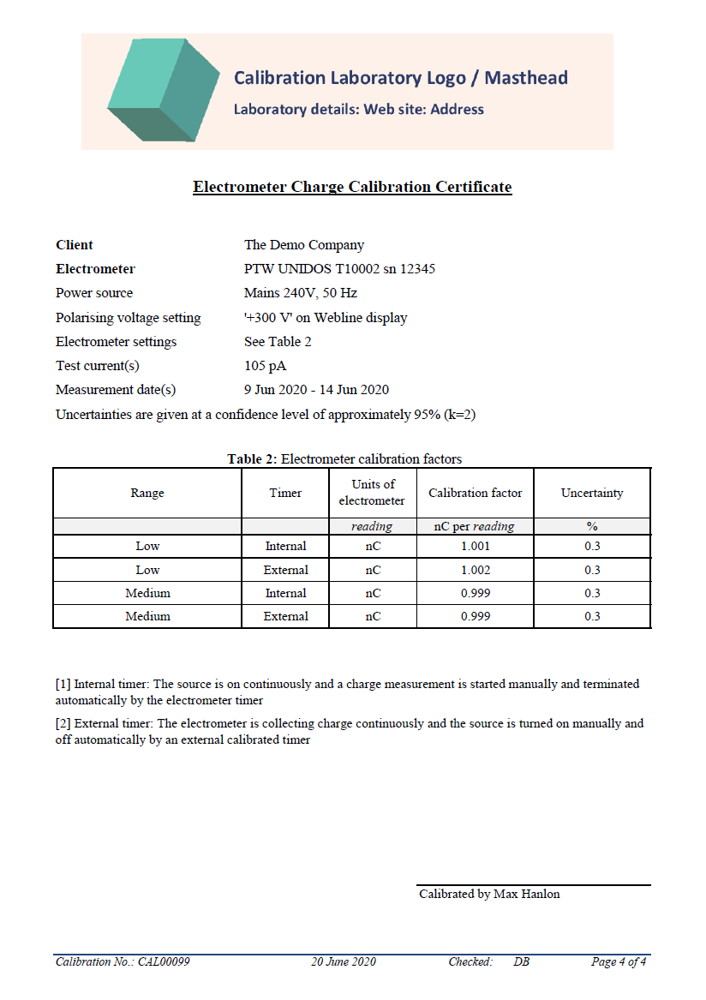 Calibration Laboratory Logo / Masthead
Laboratory details: Web site: Address
Electrometer Charge Calibration Certificate
Client The Demo Company
Electrometer PTW UNIDOS T10002 sn 12345
Power source Mains 240V, 50 Hz
Polarising voltage setting '+300 V' on Webline display
Electrometer settings See Table 2
Test current(s) 105 pA
Measurement date(s) 9 Jun 2020 - 14 Jun 2020
Uncertainties are given at a confidence level of approximately 95% (k=2)
Table 2: Electrometer calibration factors
Range Timer Units of electrometer Calibration factor Uncertainty
reading nC per reading %
Low Internal nC 1.001 0.3
Low External nC 1.002 0.3
Medium Internal nC 0.999 0.3
Medium External nC 0.999 0.3
[1] Internal timer: The source is on continuously and a charge measurement is started manually and terminated
automatically by the electrometer timer
[2] External timer: The electrometer is collecting charge continuously and the source is turned on manually and
off automatically by an external calibrated timer
Calibrated by Max Hanlon
Calibration No.: CAL00099 20 June 2020 Checked: DB Page 4 of 4